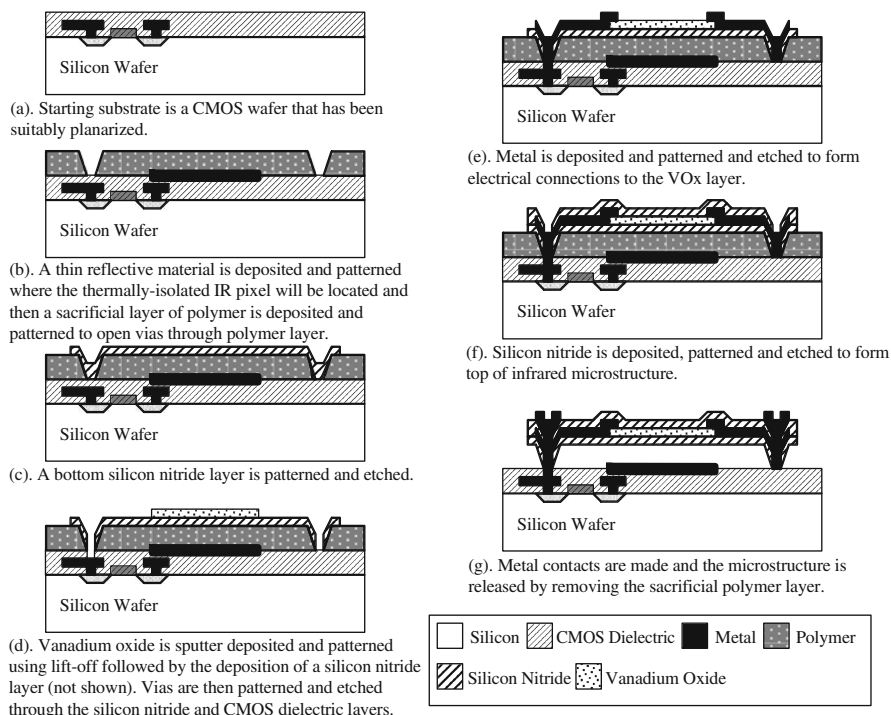 Silicon Wafer
(a). Starting substrate is a CMOS wafer that has been
suitably planarized.
Silicon Wafer
(b). A thin reflective material is deposited and patterned
where the thermally-isolated IR pixel will be located and
then a sacrificial layer of polymer is deposited and
patterned to open vias through polymer layer.
Silicon Wafer
(c). A bottom silicon nitride layer is patterned and etched.
Silicon Wafer
(d). Vanadium oxide is sputter deposited and patterned
using lift-off followed by the deposition of a silicon nitride
layer (not shown). Vias are then patterned and etched
through the silicon nitride and CMOS dielectric layers.
Silicon Wafer
(e). Metal is deposited and patterned and etched to form
electrical connections to the VOx layer.
Silicon Wafer
(f). Silicon nitride is deposited, patterned and etched to form
top of infrared microstructure.
Silicon Wafer
(g). Metal contacts are made and the microstructure is
released by removing the sacrificial polymer layer.
Silicon CMOS Dielectric Metal Polymer
Silicon Nitride Vanadium Oxide